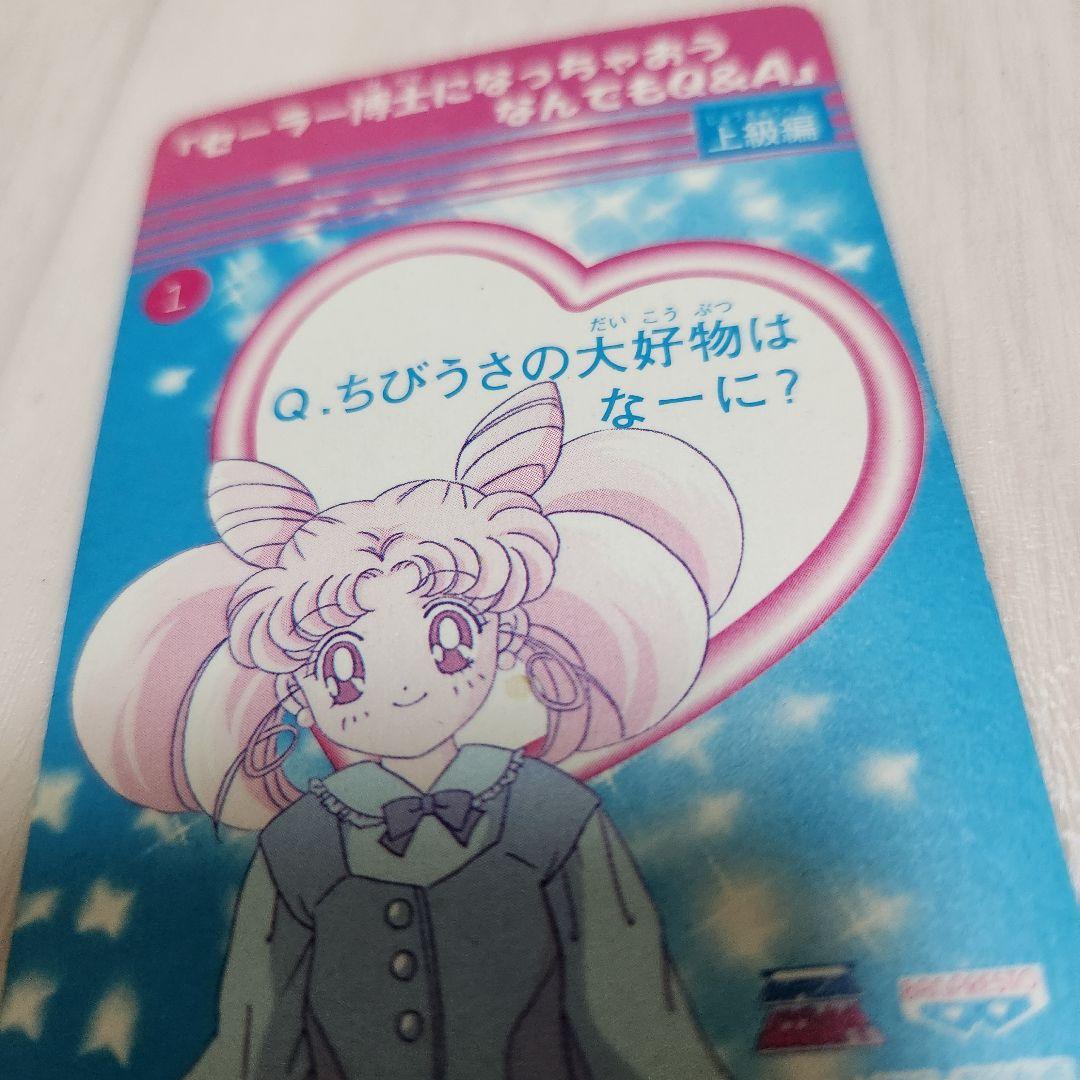 『セーラー博士になっちゃおう
なんでもQ&A』
上級編
1
だいこうぶつ
Q.ちびうさの大好物は
なーに?